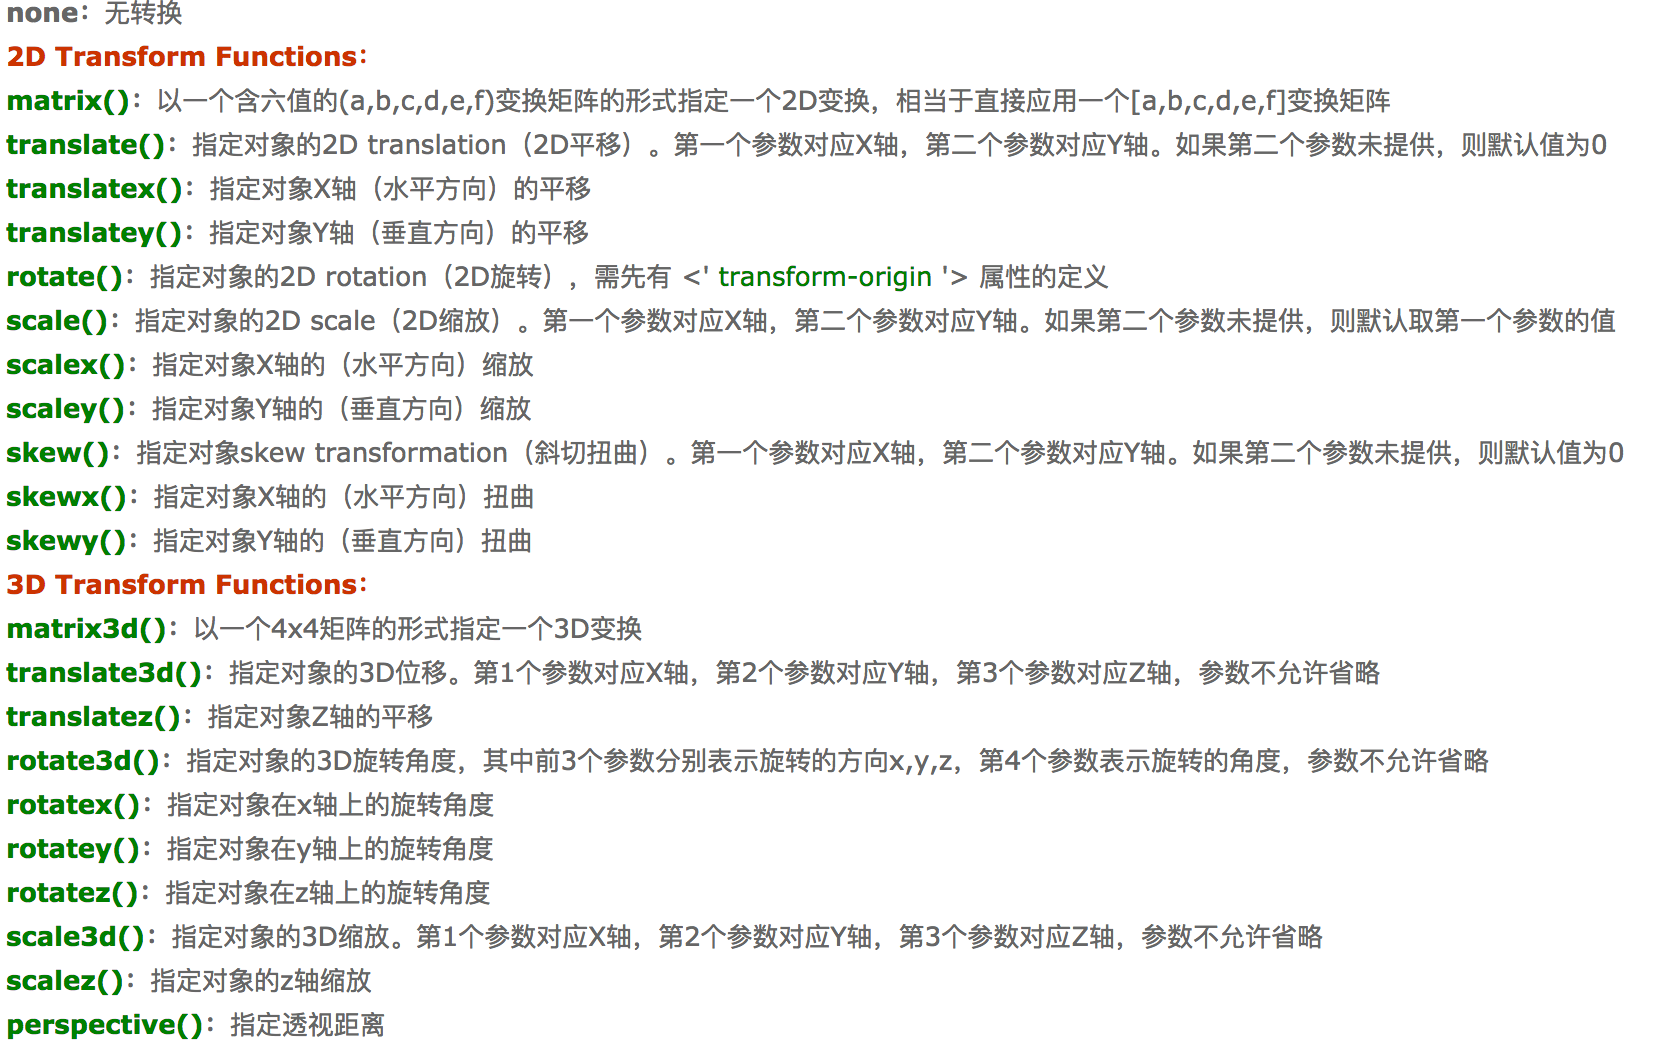 none：无转换
2D Transform Functions：
matrix()：以一个含六值的(a,b,c,d,e,f)变换矩阵的形式指定一个2D变换，相当于直接应用一个[a,b,c,d,e,f]变换矩阵
translate()：指定对象的2D translation（2D平移）。第一个参数对应X轴，第二个参数对应Y轴。如果第二个参数未提供，则默认值为0
translatex()：指定对象X轴（水平方向）的平移
translatey()：指定对象Y轴（垂直方向）的平移
rotate()：指定对象的2D rotation（2D旋转），需先有 <' transform-origin '> 属性的定义
scale()：指定对象的2D scale（2D缩放）。第一个参数对应X轴，第二个参数对应Y轴。如果第二个参数未提供，则默认取第一个参数的值
scalex()：指定对象X轴的（水平方向）缩放
scaley()：指定对象Y轴的（垂直方向）缩放
skew()：指定对象skew transformation（斜切扭曲）。第一个参数对应X轴，第二个参数对应Y轴。如果第二个参数未提供，则默认值为0
skewx()：指定对象X轴的（水平方向）扭曲
skewy()：指定对象Y轴的（垂直方向）扭曲
3D Transform Functions：
matrix3d()：以一个4x4矩阵的形式指定一个3D变换
translate3d()：指定对象的3D位移。第1个参数对应X轴，第2个参数对应Y轴，第3个参数对应Z轴，参数不允许省略
translatez()：指定对象Z轴的平移
rotate3d()：指定对象的3D旋转角度，其中前3个参数分别表示旋转的方向x,y,z，第4个参数表示旋转的角度，参数不允许省略
rotatex()：指定对象在x轴上的旋转角度
rotatey()：指定对象在y轴上的旋转角度
rotatez()：指定对象在z轴上的旋转角度
scale3d()：指定对象的3D缩放。第1个参数对应X轴，第2个参数对应Y轴，第3个参数对应Z轴，参数不允许省略
scalez()：指定对象的z轴缩放
perspective()：指定透视距离